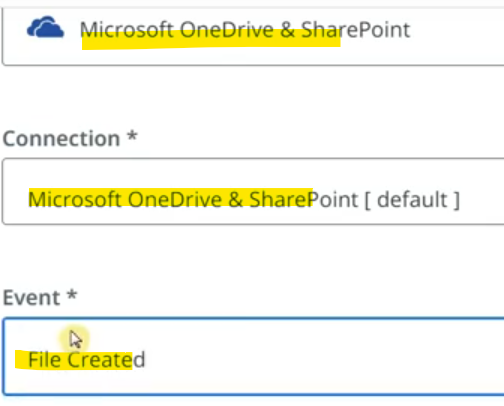 Microsoft OneDrive & SharePoint
Connection *
Microsoft OneDrive & SharePoint [ default ]
Event *
File Created